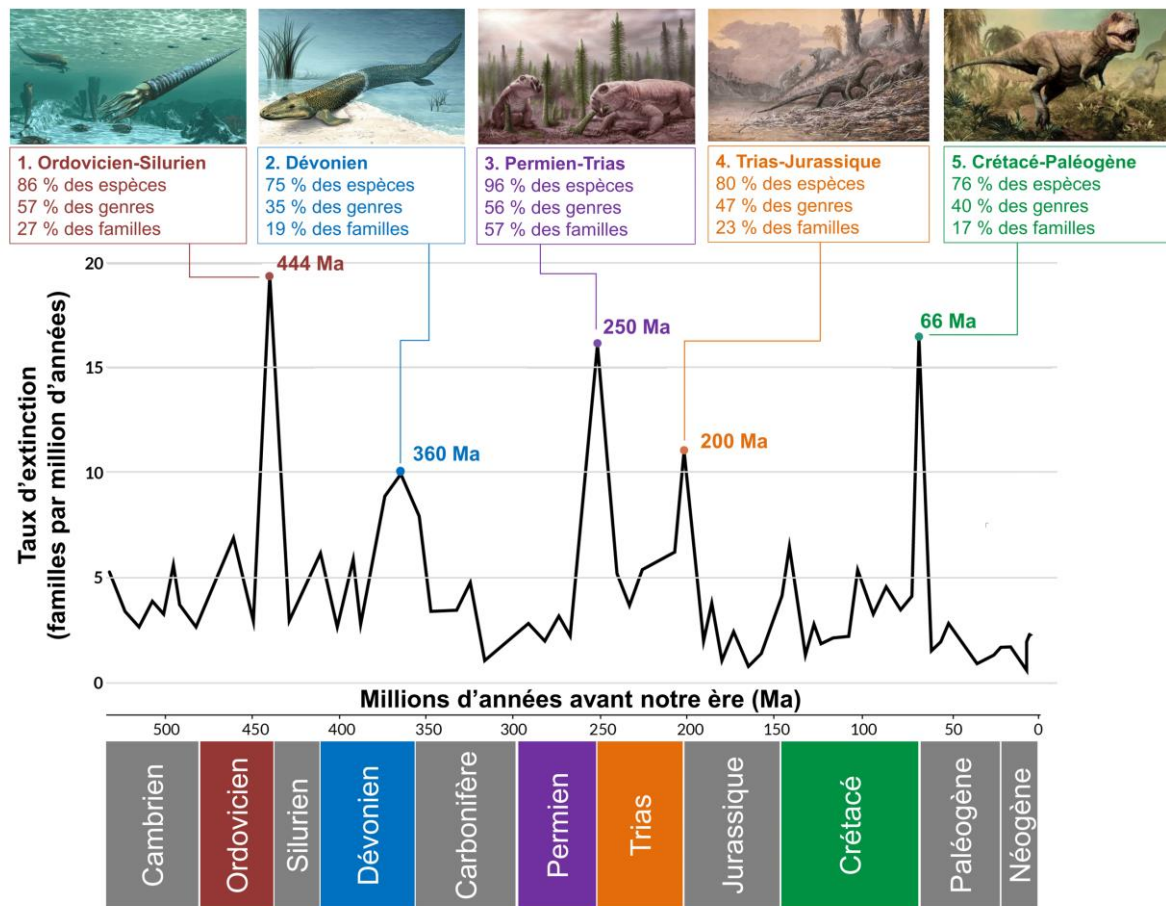 1. Ordovicien-Silurien
86 % des espèces
57 % des genres
27 % des familles
2. Dévonien
75 % des espèces
35 % des genres
19 % des familles
3. Permien-Trias
96 % des espèces
56 % des genres
57 % des familles
4. Trias-Jurassique
80 % des espèces
47 % des genres
23 % des familles
5. Crétacé-Paléogène
76 % des espèces
40 % des genres
17 % des familles
Taux d'extinction
(familles par million d'années)
20
15
10
5
0
444 Ma
360 Ma
250 Ma
200 Ma
66 Ma
Millions d'années avant notre ère (Ma)
500
450
400
350
300
250
200
150
100
50
0
Cambrien
Ordovicien
Silurien
Dévonien
Carbonifère
Permien
Trias
Jurassique
Crétacé
Paléogène
Néogène